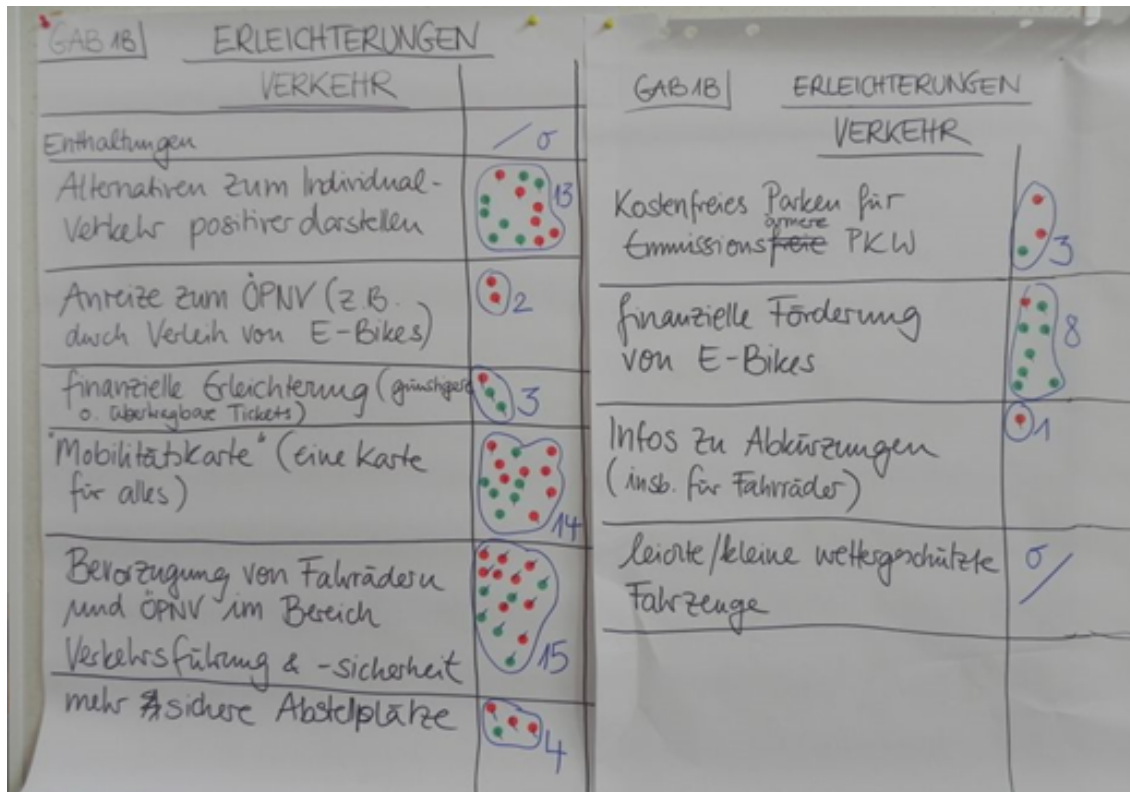 GAB 1B| ERLEICHTERUNGEN
VERKEHR
Enthaltungen / 0
Alternativen zum Individual- 13
Verkehr positiver darstellen
Anreize zum ÖPNV (z.B. 2
durch Verleih von E-Bikes)
finanzielle Erleichterung (günstigere 3
o. übertragbare Tickets)
"Mobilitätskarte" (eine Karte
für alles) 14
Bevorzugung von Fahrrädern
und ÖPNV im Bereich
Verkehrsführung & -sicherheit 15
mehr sichere Abstelplätze 4
GAB 1B| ERLEICHTERUNGEN
VERKEHR
Kostenfreies Parken für
ärmere
Emmissionsfreie PKW 3
finanzielle Förderung 8
von E-Bikes
Infos zu Abkürzungen 1
(insb. für Fahrräder)
leichte/kleine wettergeschützte 0 /
Fahrzeuge